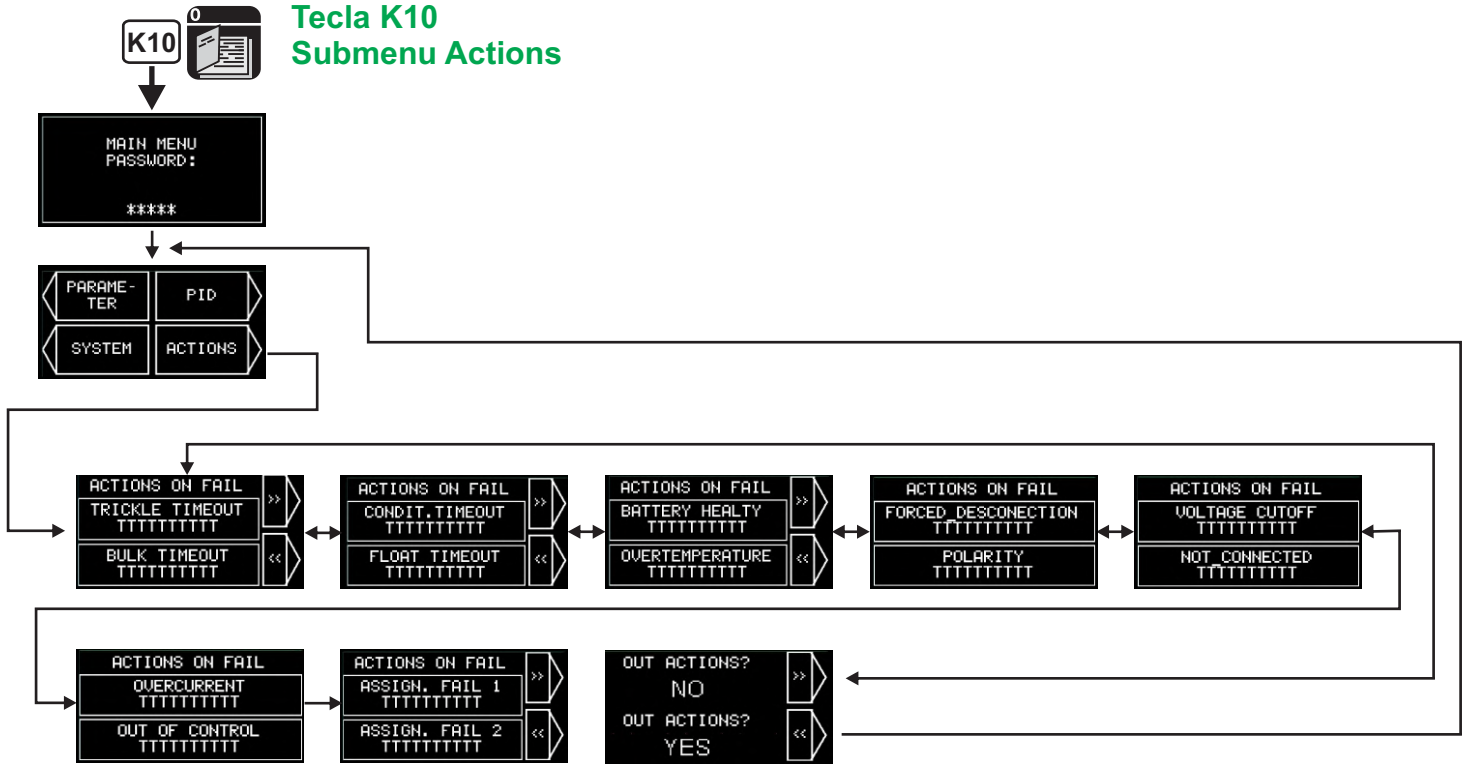 0
K10
Tecla K10
Submenu Actions
MAIN MENU
PASSWORD:
*****
PARAME-
TER
PID
SYSTEM
ACTIONS
ACTIONS ON FAIL
TRICKLE TIMEOUT
TTTTTTTTTT
BULK TIMEOUT
TTTTTTTTTT
>>
<<
ACTIONS ON FAIL
CONDIT.TIMEOUT
TTTTTTTTTT
FLOAT TIMEOUT
TTTTTTTTTT
>>
<<
ACTIONS ON FAIL
BATTERY HEALTY
TTTTTTTTTT
OVERTEMPERATURE
TTTTTTTTTT
>>
<<
ACTIONS ON FAIL
FORCED_DESCONECTION
TTTTTTTTTT
POLARITY
TTTTTTTTTT
ACTIONS ON FAIL
VOLTAGE CUTOFF
TTTTTTTTTT
NOT_CONNECTED
TTTTTTTTTT
ACTIONS ON FAIL
OVERCURRENT
TTTTTTTTTT
OUT OF CONTROL
TTTTTTTTTT
ACTIONS ON FAIL
ASSIGN. FAIL 1
TTTTTTTTTT
ASSIGN. FAIL 2
TTTTTTTTTT
>>
<<
OUT ACTIONS?
NO
OUT ACTIONS?
YES
>>
<<